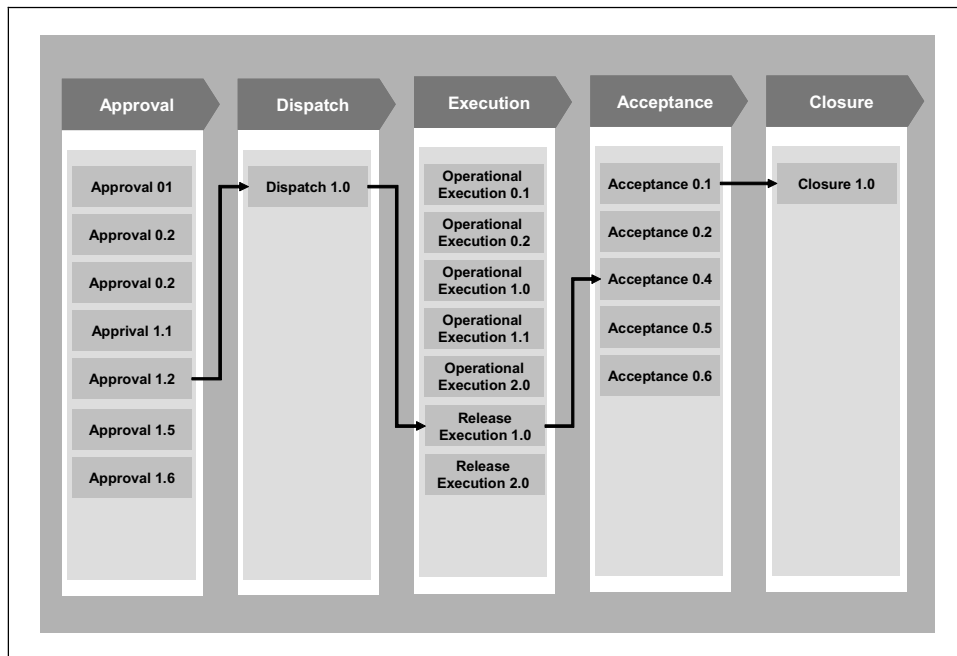 Approval
Dispatch
Execution
Acceptance
Closure
Approval 01
Approval 0.2
Approval 0.2
Apprival 1.1
Approval 1.2
Approval 1.5
Approval 1.6
Dispatch 1.0
Operational
Execution 0.1
Operational
Execution 0.2
Operational
Execution 1.0
Operational
Execution 1.1
Operational
Execution 2.0
Release
Execution 1.0
Release
Execution 2.0
Acceptance 0.1
Acceptance 0.2
Acceptance 0.4
Acceptance 0.5
Acceptance 0.6
Closure 1.0